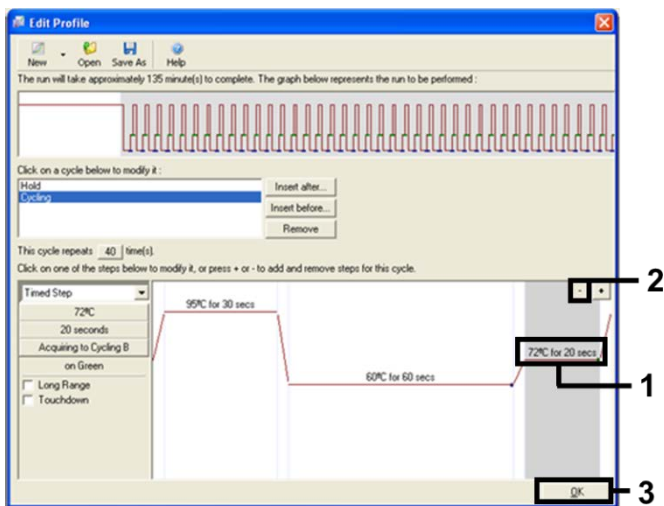 Edit Profile
New Open Save As Help
The run will take approximately 135 minute(s) to complete. The graph below represents the run to be performed :
Click on a cycle below to modify it :
Hold
Cycling
Insert after...
Insert before...
Remove
This cycle repeats 40 time(s).
Click on one of the steps below to modify it, or press + or - to add and remove steps for this cycle.
Timed Step
72ºC
20 seconds
Acquiring to Cycling B
on Green
Long Range
Touchdown
95ºC for 30 secs
60ºC for 60 secs
72ºC for 20 secs
- +
OK
2
1
3